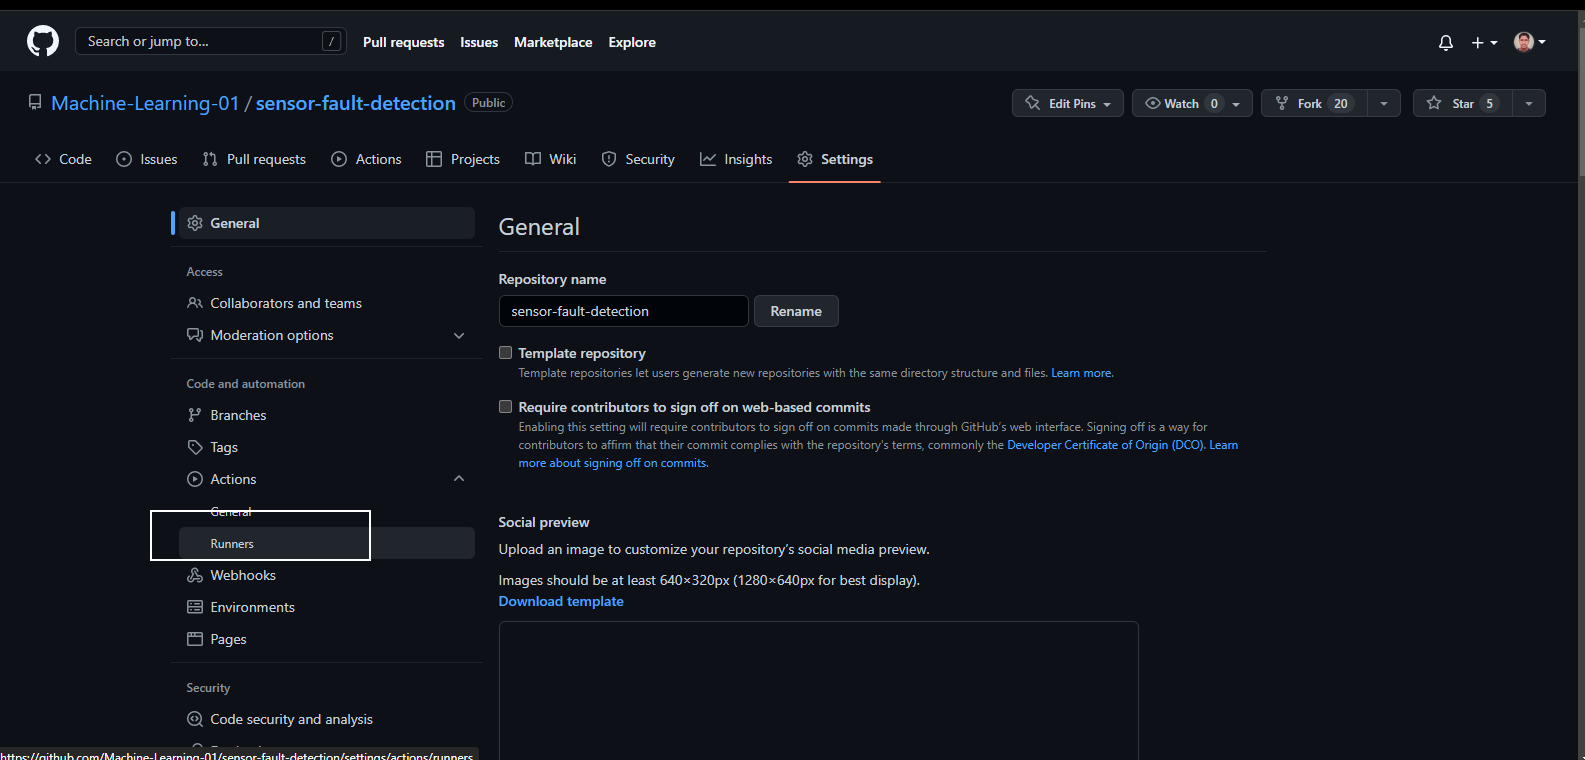 Search or jump to... / Pull requests Issues Marketplace Explore
Machine-Learning-01 / sensor-fault-detection Public Edit Pins Watch 0 Fork 20 Star 5
Code Issues Pull requests Actions Projects Wiki Security Insights Settings
General
Access
Collaborators and teams
Moderation options
Code and automation
Branches
Tags
Actions
General
Runners
Webhooks
Environments
Pages
Security
Code security and analysis
General
Repository name
sensor-fault-detection Rename
Template repository
Template repositories let users generate new repositories with the same directory structure and files. Learn more.
Require contributors to sign off on web-based commits
Enabling this setting will require contributors to sign off on commits made through GitHub's web interface. Signing off is a way for
contributors to affirm that their commit complies with the repository's terms, commonly the Developer Certificate of Origin (DCO). Learn
more about signing off on commits.
Social preview
Upload an image to customize your repository's social media preview.
Images should be at least 640×320px (1280×640px for best display).
Download template
https://github.com/Machine-Learning-01/sensor-fault-detection/settings/actions/runners